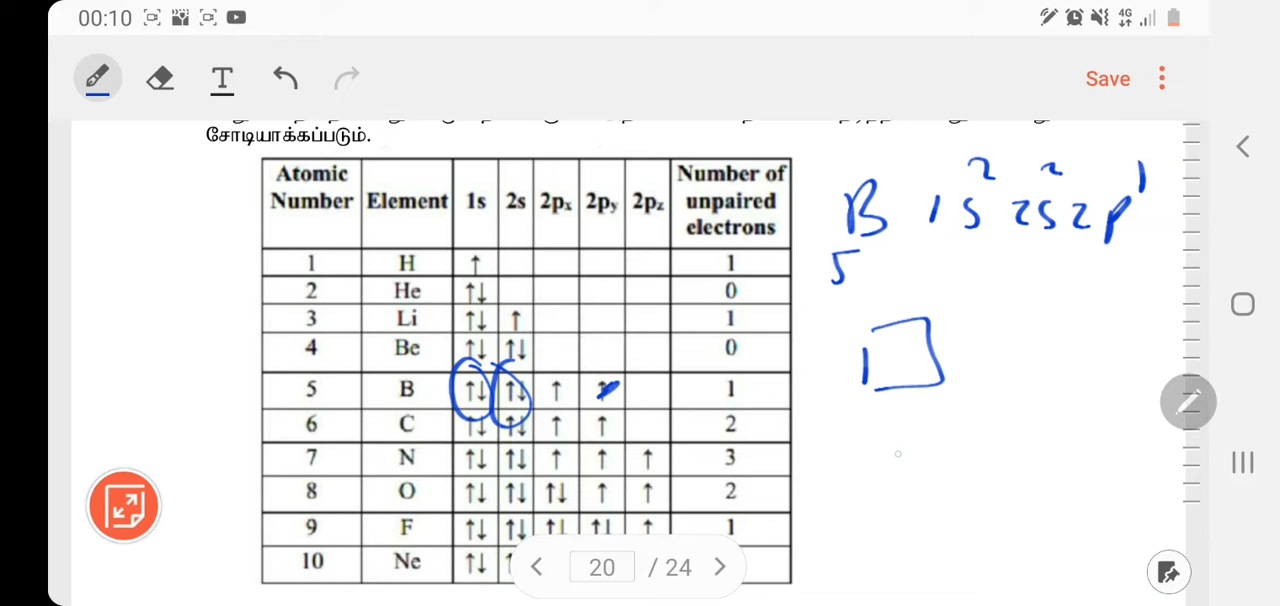 00:10 4G
T Save
சோடியாக்கப்படும்.
Atomic Number Element 1s 2s 2px 2py 2pz Number of unpaired electrons
1 H ↑ 1
2 He ↑↓ 0
3 Li ↑↓ ↑ 1
4 Be ↑↓ ↑↓ 0
5 B ↑↓ ↑↓ ↑ ↑ 1
6 C ↑↓ ↑↓ ↑ ↑ 2
7 N ↑↓ ↑↓ ↑ ↑ ↑ 3
8 O ↑↓ ↑↓ ↑↓ ↑ ↑ 2
9 F ↑↓ ↑↓ ↑↓ ↑↓ ↑ 1
10 Ne ↑↓
20 / 24
B 1s² 2s² 2p¹
5